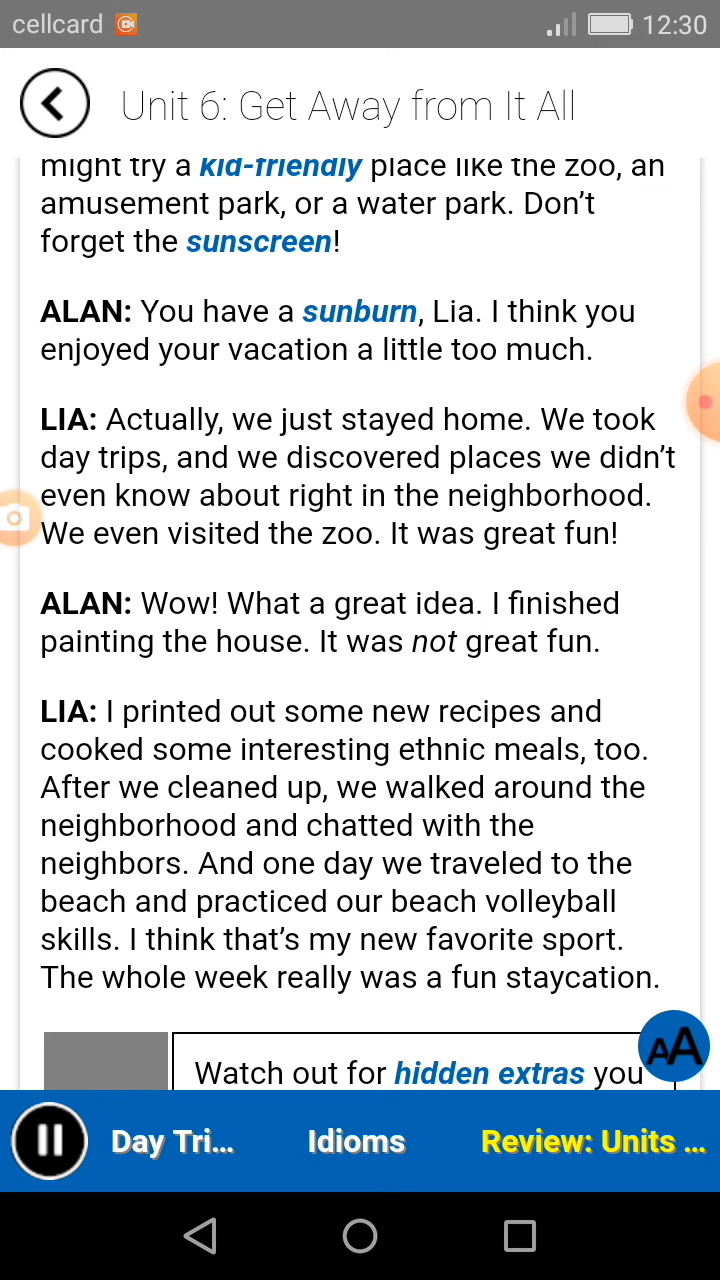 cellcard 12:30
Unit 6: Get Away from It All
might try a kid-friendly place like the zoo, an
amusement park, or a water park. Don’t
forget the sunscreen!
ALAN: You have a sunburn, Lia. I think you
enjoyed your vacation a little too much.
LIA: Actually, we just stayed home. We took
day trips, and we discovered places we didn’t
even know about right in the neighborhood.
We even visited the zoo. It was great fun!
ALAN: Wow! What a great idea. I finished
painting the house. It was not great fun.
LIA: I printed out some new recipes and
cooked some interesting ethnic meals, too.
After we cleaned up, we walked around the
neighborhood and chatted with the
neighbors. And one day we traveled to the
beach and practiced our beach volleyball
skills. I think that’s my new favorite sport.
The whole week really was a fun staycation.
AA
Watch out for hidden extras you
Day Tri... Idioms Review: Units ...